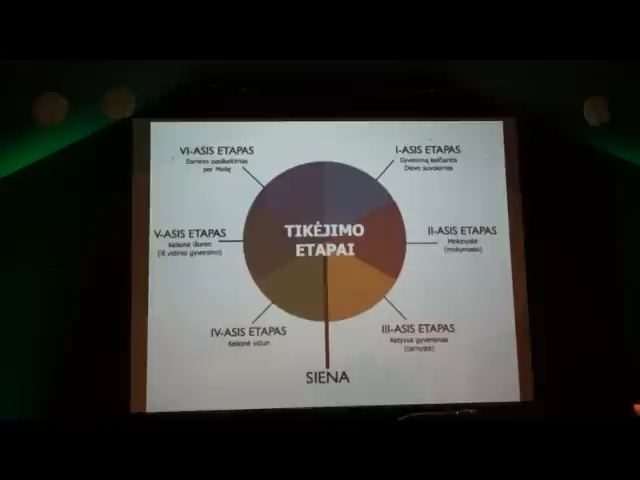 TIKĖJIMO
ETAPAI
I-ASIS ETAPAS
Gyvenimą keičiantis
Dievo suvokimas
II-ASIS ETAPAS
Mokinystė
(mokymasis)
III-ASIS ETAPAS
Aktyvus gyvenimas
(tarnystė)
SIENA
IV-ASIS ETAPAS
Kelionė vidun
V-ASIS ETAPAS
Kelionė išorėn
(iš vidinio gyvenimo)
VI-ASIS ETAPAS
Esminis pasikeitimas
per Meilę